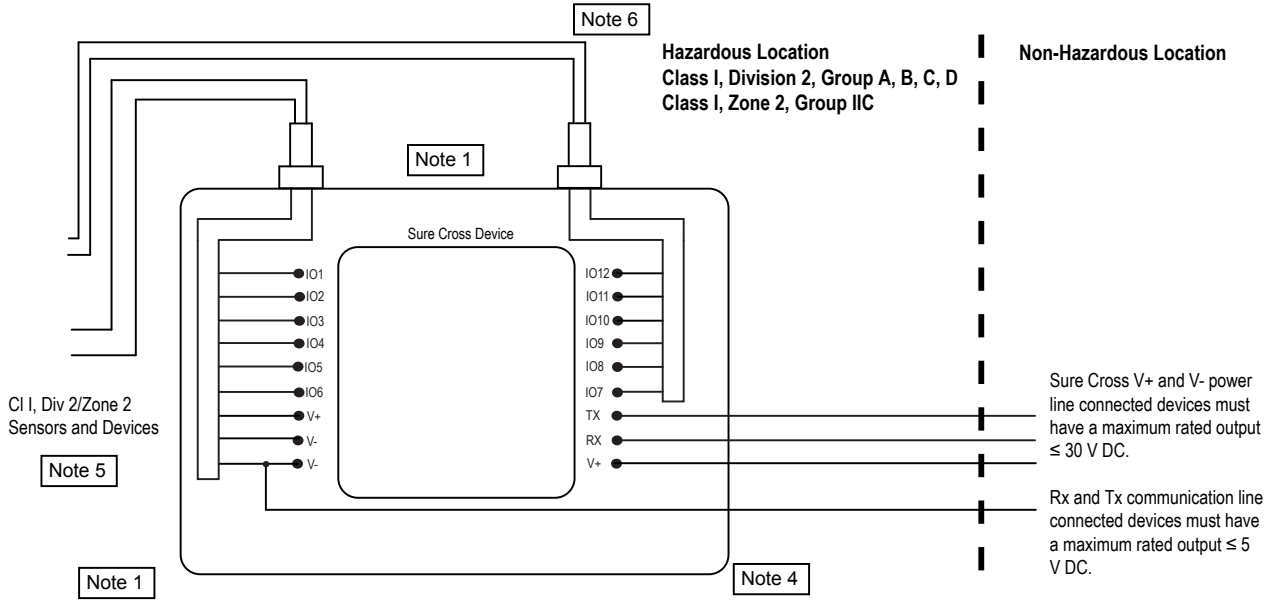 Note 6
Hazardous Location
Class I, Division 2, Group A, B, C, D
Class I, Zone 2, Group IIC
Non-Hazardous Location
Note 1
Sure Cross Device
IO1
IO2
IO3
IO4
IO5
IO6
V+
V-
V-
IO12
IO11
IO10
IO9
IO8
IO7
TX
RX
V+
Cl I, Div 2/Zone 2
Sensors and Devices
Note 5
Sure Cross V+ and V- power
line connected devices must
have a maximum rated output
≤ 30 V DC.
Rx and Tx communication line
connected devices must have
a maximum rated output ≤ 5
V DC.
Note 1
Note 4